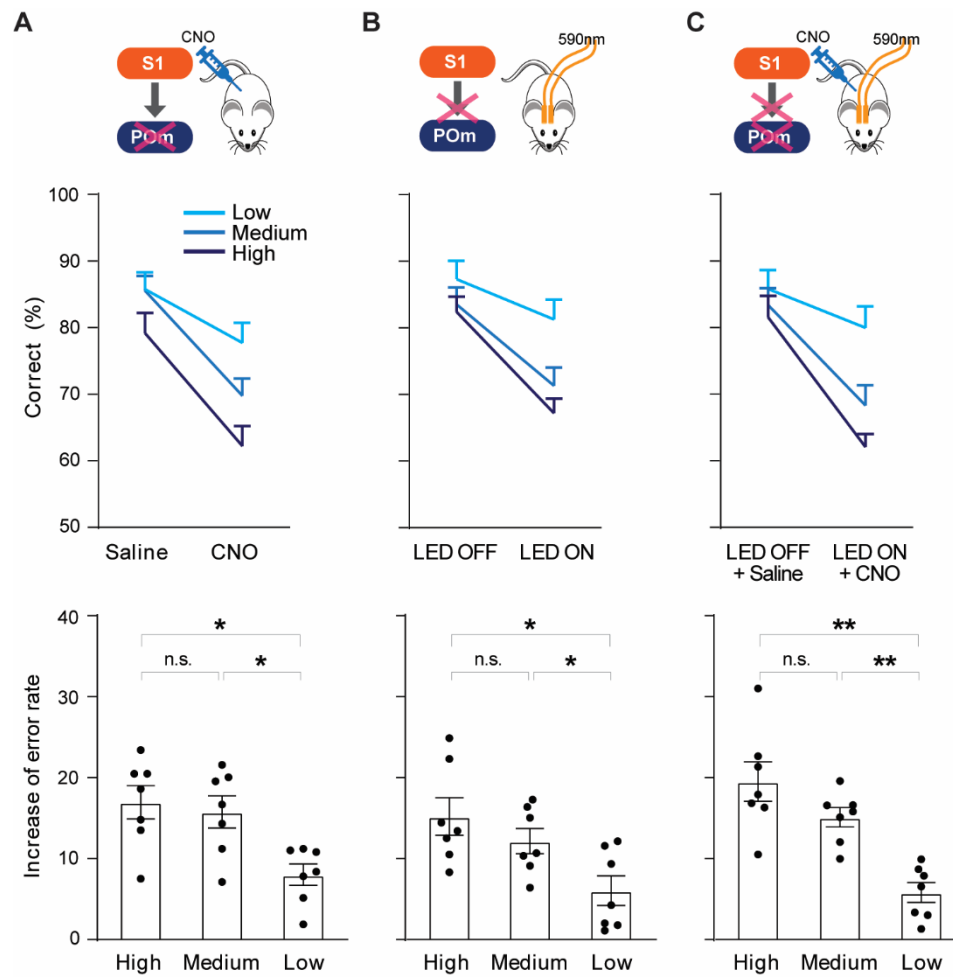 A
CNO
S1
POm
B
590nm
S1
POm
C
CNO
590nm
S1
POm
Correct (%)
100
90
80
70
60
50
Low
Medium
High
Saline CNO
LED OFF LED ON
LED OFF + Saline
LED ON + CNO
Increase of error rate
40
30
20
10
0
*
n.s. *
High Medium Low
*
n.s. *
High Medium Low
**
n.s. **
High Medium Low